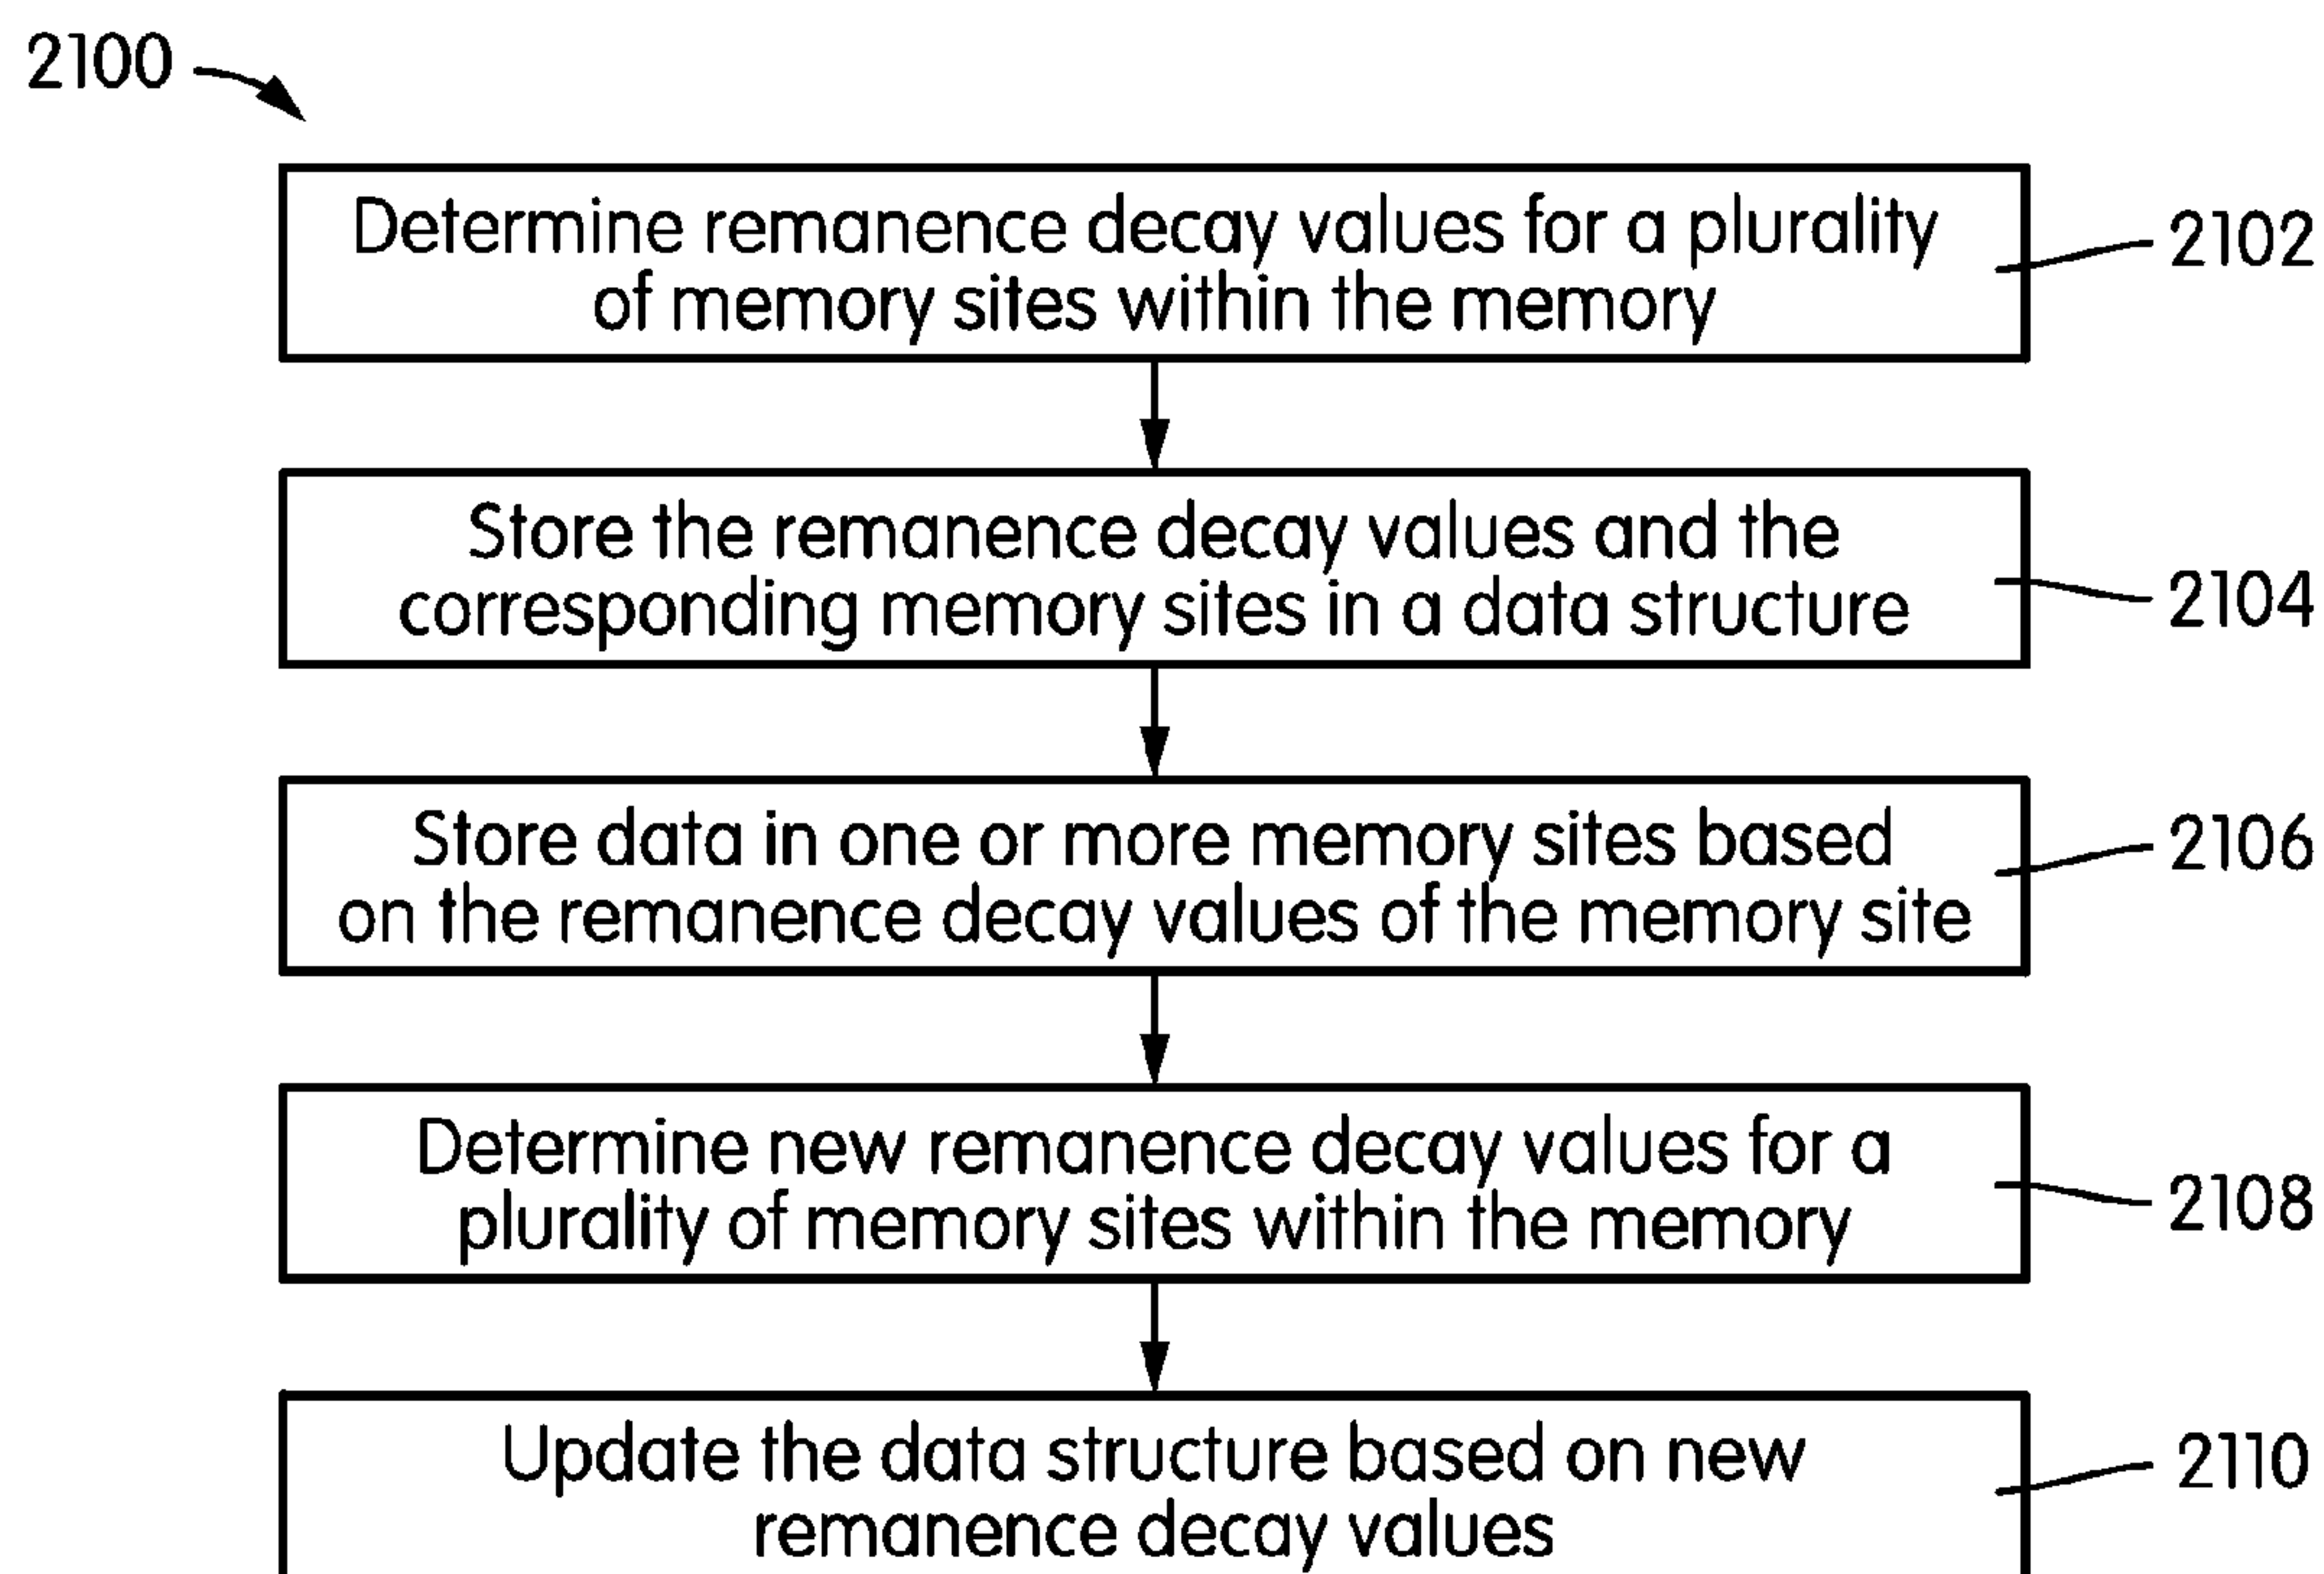 2100
Determine remanence decay values for a plurality
of memory sites within the memory
2102
Store the remanence decay values and the
corresponding memory sites in a data structure
2104
Store data in one or more memory sites based
on the remanence decay values of the memory site
2106
Determine new remanence decay values for a
plurality of memory sites within the memory
2108
Update the data structure based on new
remanence decay values
2110